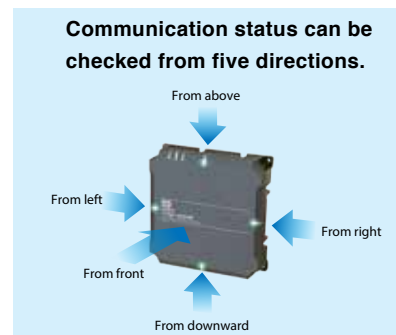 Communication status can be
checked from five directions.
From above
From left
From right
From front
From downward